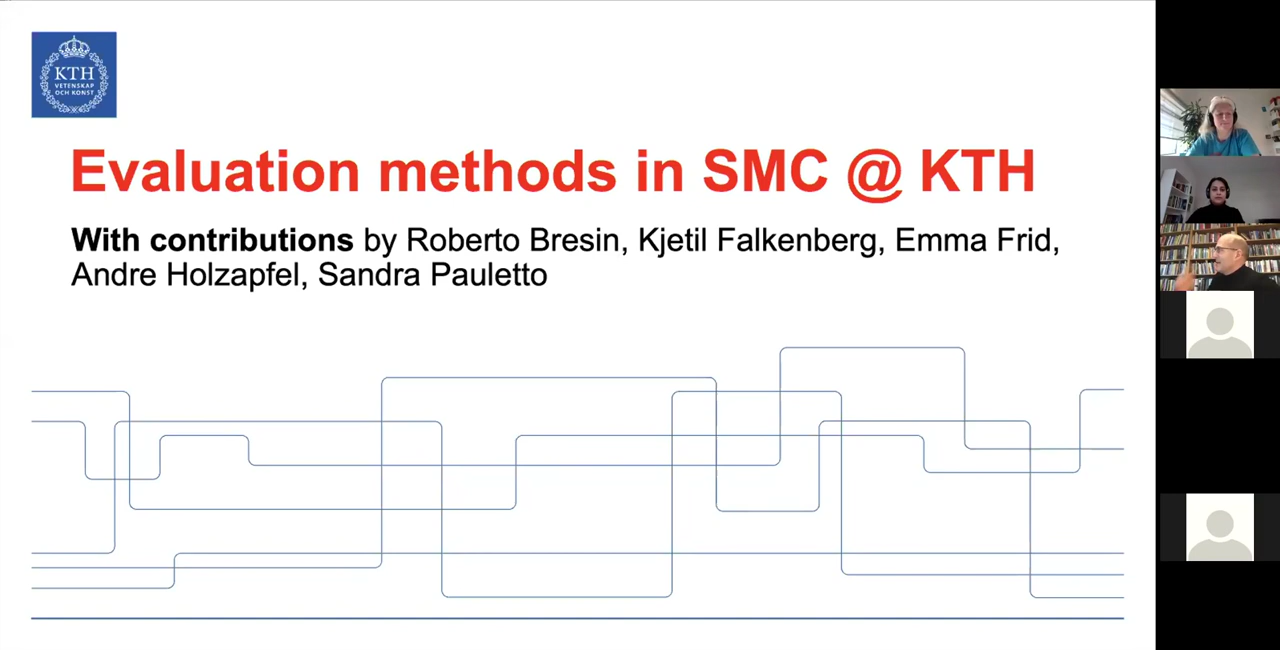 KTH
VETENSKAP
OCH KONST
Evaluation methods in SMC @ KTH
With contributions by Roberto Bresin, Kjetil Falkenberg, Emma Frid,
Andre Holzapfel, Sandra Pauletto